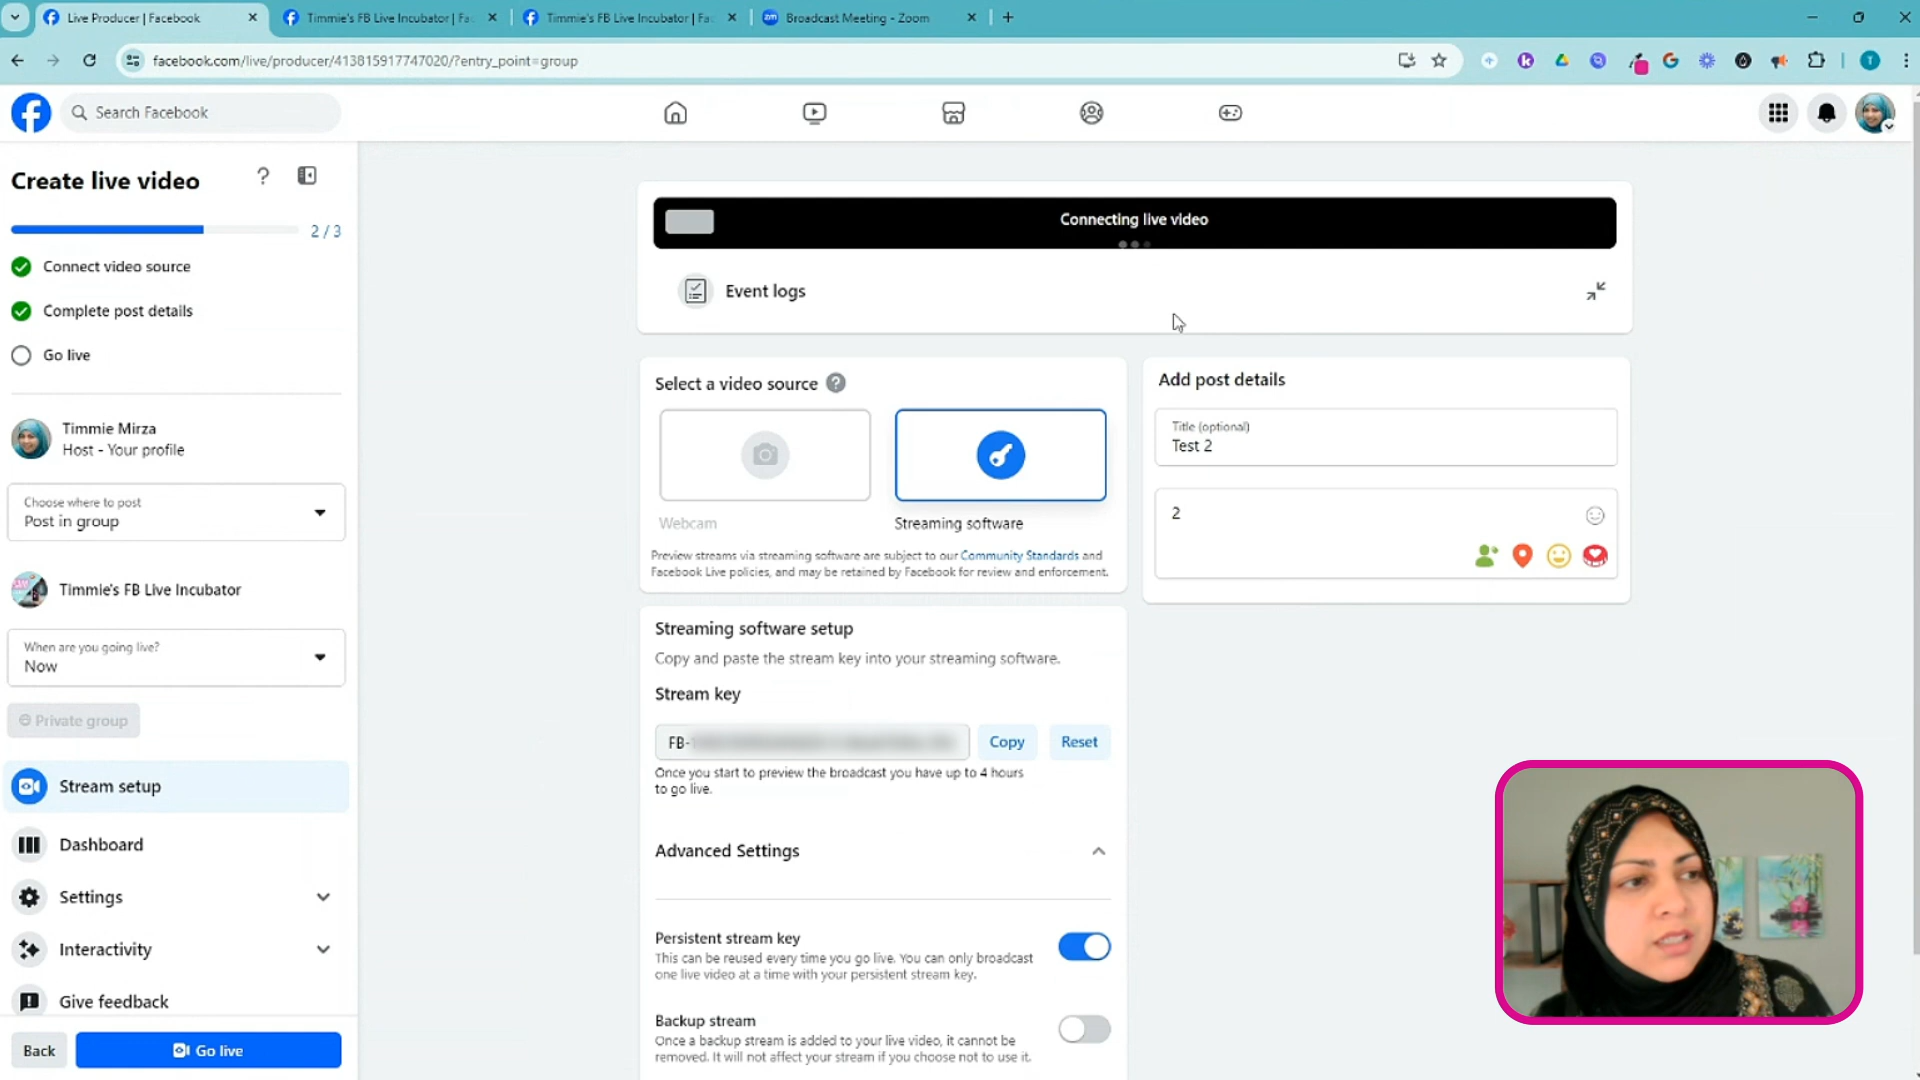 Live Producer | Facebook
Timmie's FB Live Incubator | Fa
Timmie's FB Live Incubator | Fa
Broadcast Meeting - Zoom
facebook.com/live/producer/413815917747020/?entry_point=group
Search Facebook
Create live video
2 / 3
Connect video source
Complete post details
Go live
Timmie Mirza
Host - Your profile
Choose where to post
Post in group
TImmie's FB Live Incubator
When are you going live?
Now
Private group
Stream setup
Dashboard
Settings
Interactivity
Give feedback
Back
Go live
Connecting live video
Event logs
Select a video source
Webcam
Streaming software
Preview streams via streaming software are subject to our Community Standards and
Facebook Live policies, and may be retained by Facebook for review and enforcement.
Streaming software setup
Copy and paste the stream key into your streaming software.
Stream key
FB-
Copy
Reset
Once you start to preview the broadcast you have up to 4 hours
to go live.
Advanced Settings
Persistent stream key
This can be reused every time you go live. You can only broadcast
one live video at a time with your persistent stream key.
Backup stream
Once a backup stream is added to your live video, it cannot be
removed. It will not affect your stream if you choose not to use it.
Add post details
Title (optional)
Test 2
2